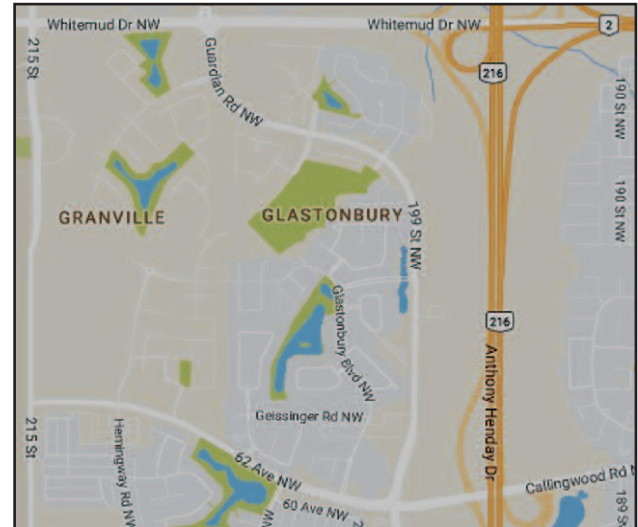 Whitemud Dr NW
Whitemud Dr NW
2
215 St
Guardian Rd NW
216
190 St NW
190 St NW
GRANVILLE
GLASTONBURY
199 St NW
Glastonbury Blvd NW
216
Anthony Henday Dr
215 St
Geissinger Rd NW
Hemingway Rd NW
62 Ave NW
60 Ave NW
Callingwood Rd
189 S
NW